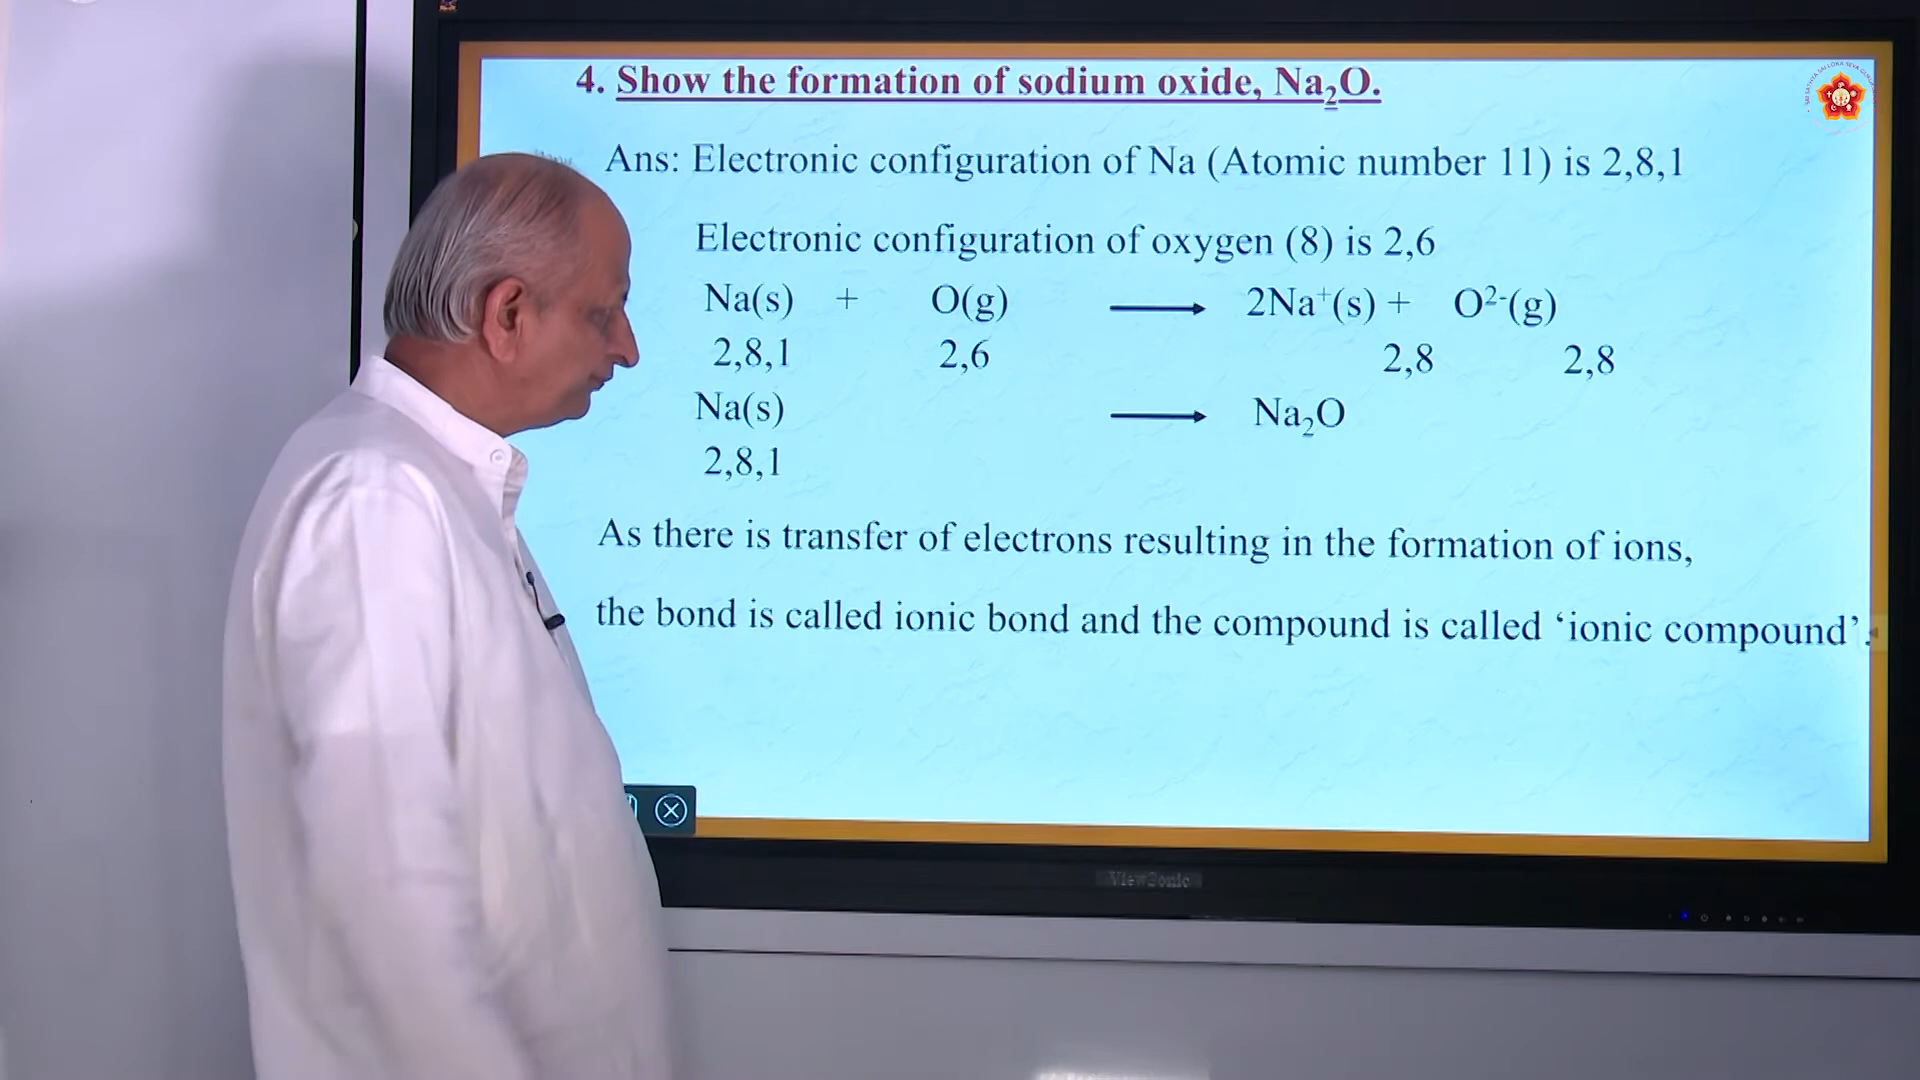 4. Show the formation of sodium oxide, Na₂O.
Ans: Electronic configuration of Na (Atomic number 11) is 2,8,1
Electronic configuration of oxygen (8) is 2,6
Na(s) + O(g) ⟶ 2Na⁺(s) + O²⁻(g)
2,8,1 2,6 2,8 2,8
Na(s) ⟶ Na₂O
2,8,1
As there is transfer of electrons resulting in the formation of ions,
the bond is called ionic bond and the compound is called ‘ionic compound’.
ViewSonic